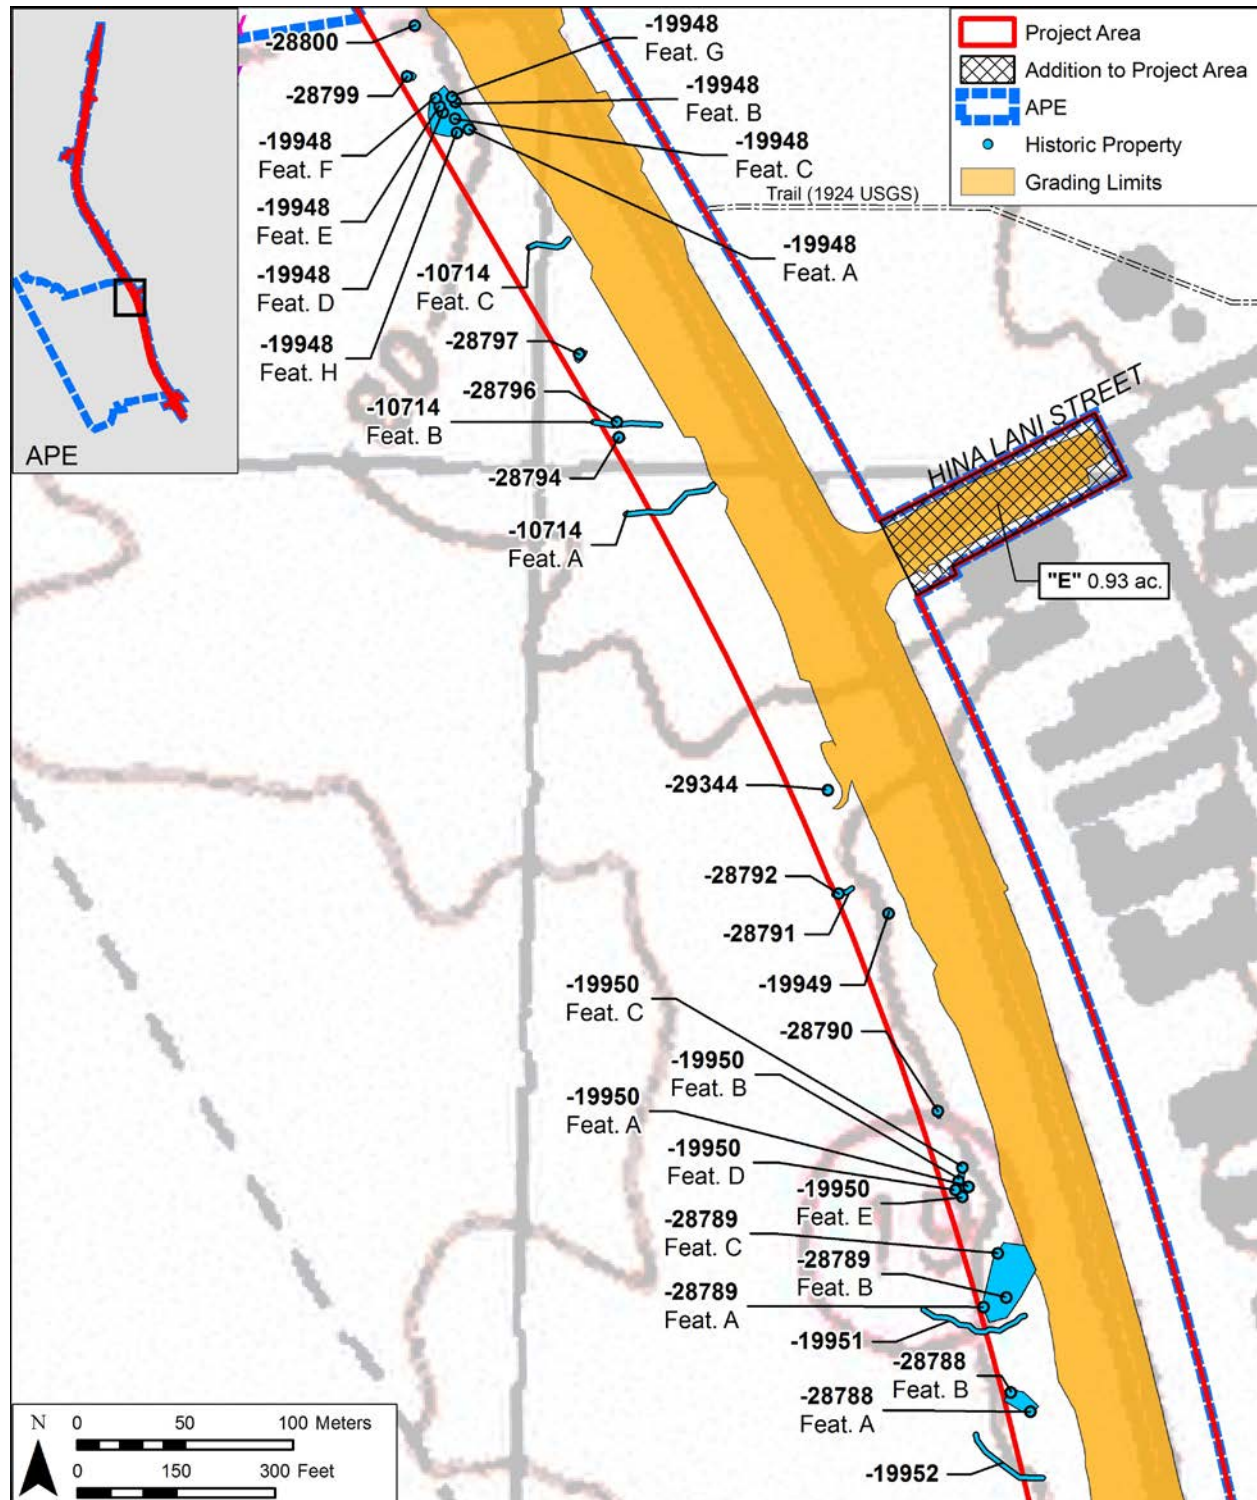 -28800
-19948
Feat. G
-28799
-19948
Feat. B
-19948
Feat. F
-19948
Feat. C
-19948
Feat. E
-19948
Feat. A
-19948
Feat. D
-19948
Feat. H
Project Area
Addition to Project Area
APE
Historic Property
Grading Limits
Trail (1924 USGS)
APE
-10714
Feat. C
-28797
-28796
-10714
Feat. B
-28794
-10714
Feat. A
HINA LANI STREET
"E" 0.93 ac.
80
-29344
-28792
-28791
-19949
-19950
Feat. C
-28790
-19950
Feat. B
-19950
Feat. A
-19950
Feat. D
-19950
Feat. E
-28789
Feat. C
-28789
Feat. B
-28789
Feat. A
-19951
-28788
Feat. B
-28788
Feat. A
-19952
N
0 50 100 Meters
0 150 300 Feet